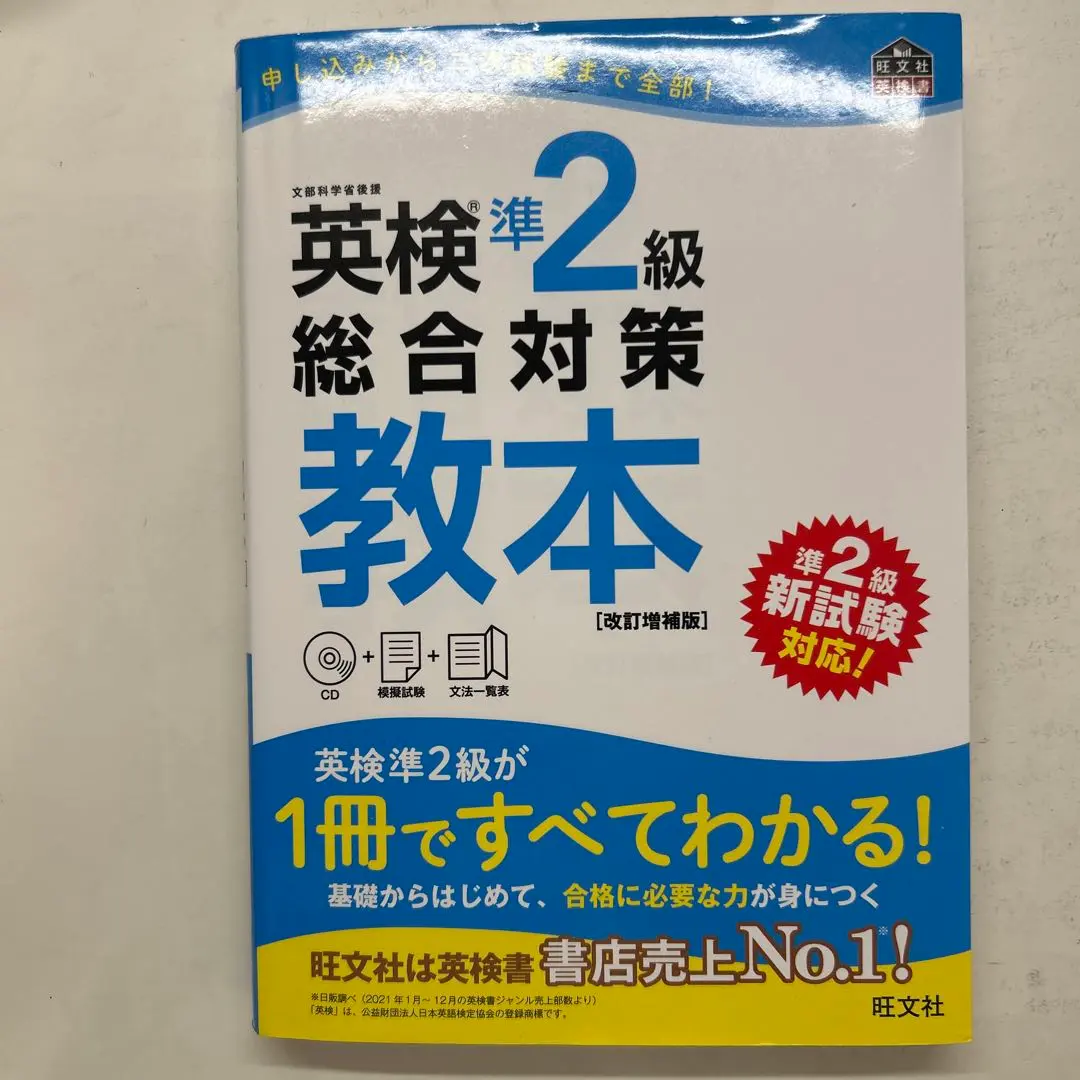 申し込みから二次試験まで全部！
旺文社
英検書
文部科学省後援
英検®準2級
総合対策
教本
[改訂増補版]
準2級
新試験
対応！
CD + 模擬試験 + 文法一覧表
英検準2級が
1冊ですべてわかる！
基礎からはじめて、合格に必要な力が身につく
旺文社は英検書 書店売上No.1！※
※日販調べ（2021年1月～12月の英検書ジャンル売上部数より）
「英検」は、公益財団法人日本英語検定協会の登録商標です。
旺文社